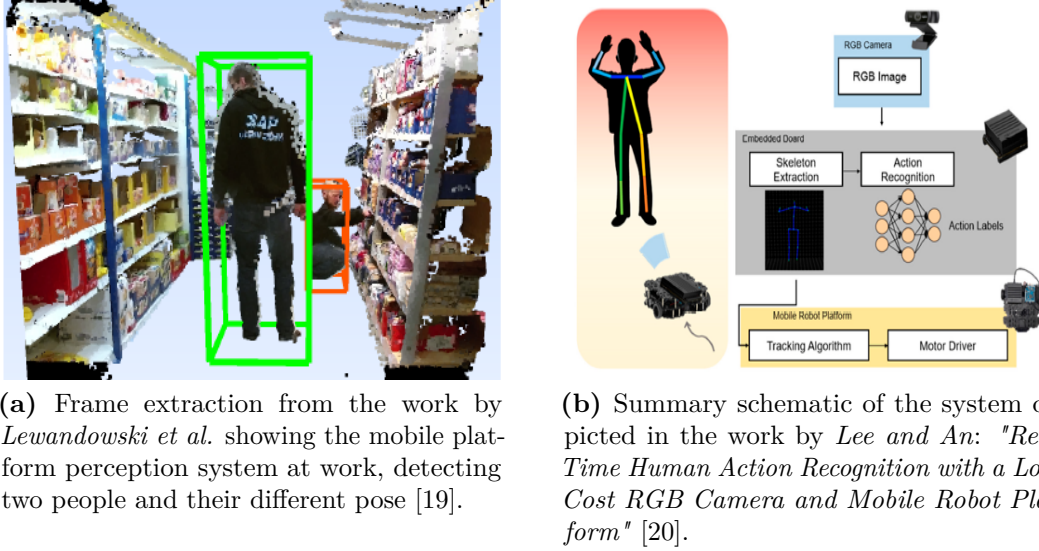 SAP
RGB Camera
RGB Image
Embedded Board
Skeleton
Extraction
Action
Recognition
Action Labels
Mobile Robot Platform
Tracking Algorithm
Motor Driver
(a) Frame extraction from the work by
Lewandowski et al. showing the mobile plat-
form perception system at work, detecting
two people and their different pose [19].
(b) Summary schematic of the system
picted in the work by Lee and An: "Re
Time Human Action Recognition with a Lo
Cost RGB Camera and Mobile Robot Pla
form" [20].